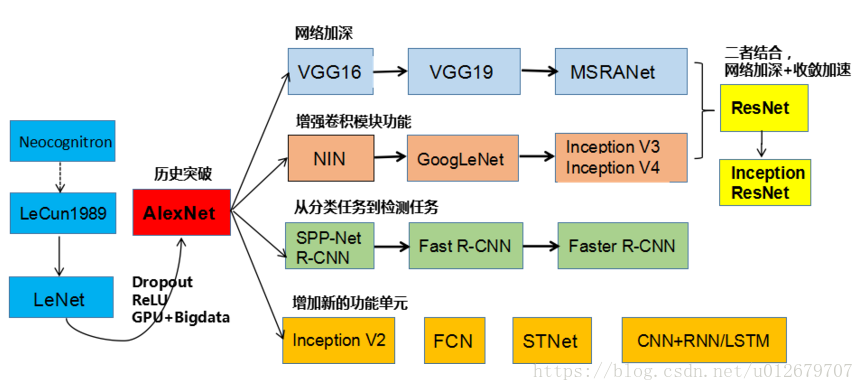 Neocognitron
LeCun1989
LeNet
历史突破
AlexNet
Dropout
ReLU
GPU+Bigdata
网络加深
VGG16
VGG19
MSRANet
增强卷积模块功能
NIN
GoogLeNet
Inception V3
Inception V4
二者结合，
网络加深+收敛加速
ResNet
Inception
ResNet
从分类任务到检测任务
SPP-Net
R-CNN
Fast R-CNN
Faster R-CNN
增加新的功能单元
Inception V2
FCN
STNet
CNN+RNN/LSTM
https://blog.csdn.net/u012679707